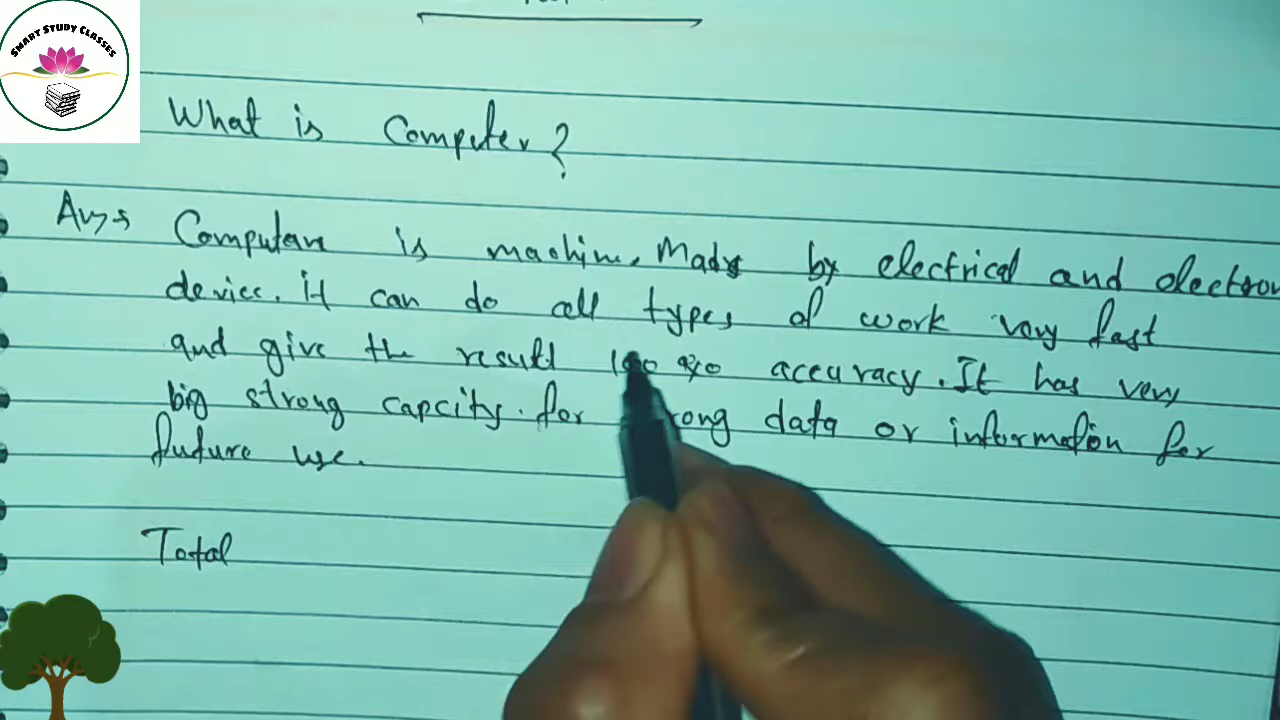 SMART STUDY CLASSES
What is Computer?
Ans Computer is machine. Made by electrical and electron
device. it can do all types of work very fast
and give the result 100% accuracy. It has very
big strong capcity. for rong data or information for
future use.
Total